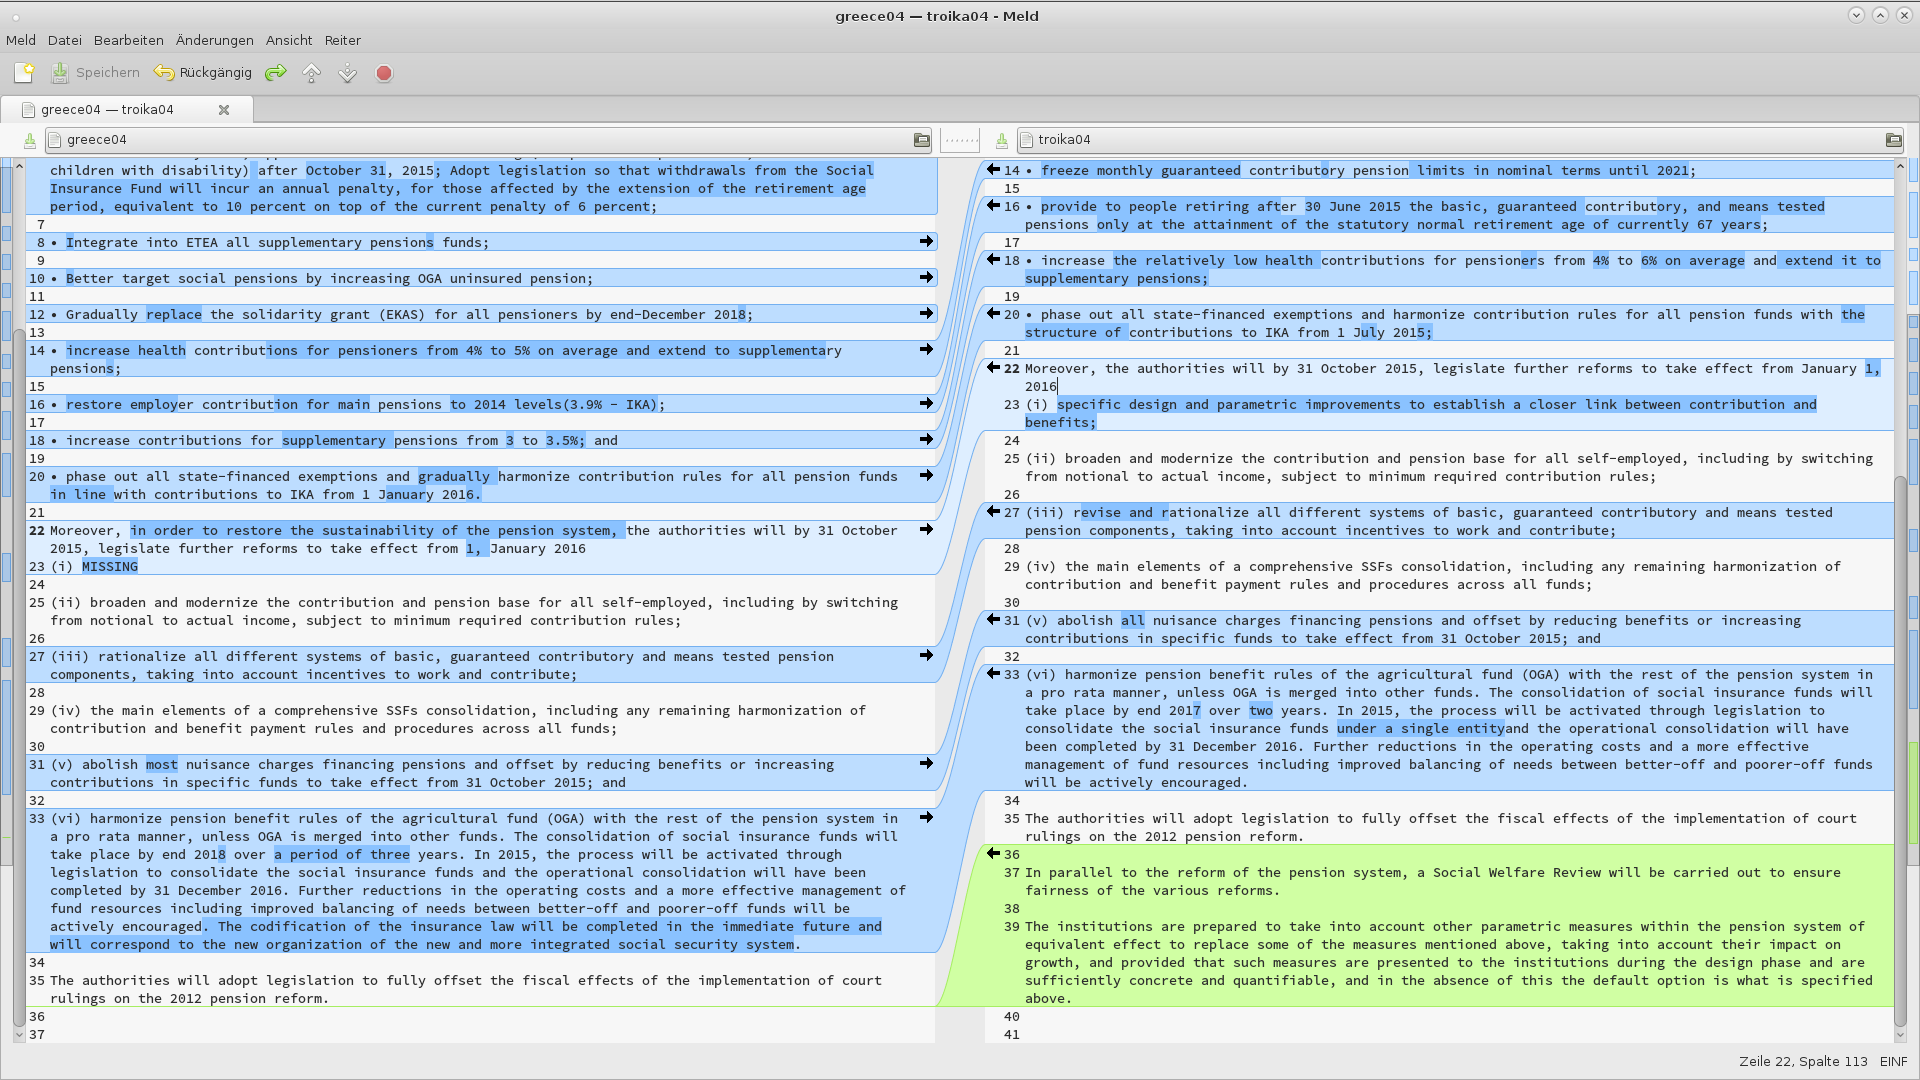 greece04 — troika04 - Meld
Meld Datei Bearbeiten Änderungen Ansicht Reiter
Speichern Rückgängig
greece04 — troika04
greece04
children with disability) after October 31, 2015; Adopt legislation so that withdrawals from the Social
Insurance Fund will incur an annual penalty, for those affected by the extension of the retirement age
period, equivalent to 10 percent on top of the current penalty of 6 percent;
7
8 • Integrate into ETEA all supplementary pensions funds;
9
10 • Better target social pensions by increasing OGA uninsured pension;
11
12 • Gradually replace the solidarity grant (EKAS) for all pensioners by end-December 2018;
13
14 • increase health contributions for pensioners from 4% to 5% on average and extend to supplementary
pensions;
15
16 • restore employer contribution for main pensions to 2014 levels(3.9% – IKA);
17
18 • increase contributions for supplementary pensions from 3 to 3.5%; and
19
20 • phase out all state-financed exemptions and gradually harmonize contribution rules for all pension funds
in line with contributions to IKA from 1 January 2016.
21
22 Moreover, in order to restore the sustainability of the pension system, the authorities will by 31 October
2015, legislate further reforms to take effect from 1, January 2016
23 (i) MISSING
24
25 (ii) broaden and modernize the contribution and pension base for all self-employed, including by switching
from notional to actual income, subject to minimum required contribution rules;
26
27 (iii) rationalize all different systems of basic, guaranteed contributory and means tested pension
components, taking into account incentives to work and contribute;
28
29 (iv) the main elements of a comprehensive SSFs consolidation, including any remaining harmonization of
contribution and benefit payment rules and procedures across all funds;
30
31 (v) abolish most nuisance charges financing pensions and offset by reducing benefits or increasing
contributions in specific funds to take effect from 31 October 2015; and
32
33 (vi) harmonize pension benefit rules of the agricultural fund (OGA) with the rest of the pension system in
a pro rata manner, unless OGA is merged into other funds. The consolidation of social insurance funds will
take place by end 2018 over a period of three years. In 2015, the process will be activated through
legislation to consolidate the social insurance funds and the operational consolidation will have been
completed by 31 December 2016. Further reductions in the operating costs and a more effective management of
fund resources including improved balancing of needs between better-off and poorer-off funds will be
actively encouraged. The codification of the insurance law will be completed in the immediate future and
will correspond to the new organization of the new and more integrated social security system.
34
35 The authorities will adopt legislation to fully offset the fiscal effects of the implementation of court
rulings on the 2012 pension reform.
36
37
troika04
14 • freeze monthly guaranteed contributory pension limits in nominal terms until 2021;
15
16 • provide to people retiring after 30 June 2015 the basic, guaranteed contributory, and means tested
pensions only at the attainment of the statutory normal retirement age of currently 67 years;
17
18 • increase the relatively low health contributions for pensioners from 4% to 6% on average and extend it to
supplementary pensions;
19
20 • phase out all state-financed exemptions and harmonize contribution rules for all pension funds with the
structure of contributions to IKA from 1 July 2015;
21
22 Moreover, the authorities will by 31 October 2015, legislate further reforms to take effect from January 1,
2016
23 (i) specific design and parametric improvements to establish a closer link between contribution and
benefits;
24
25 (ii) broaden and modernize the contribution and pension base for all self-employed, including by switching
from notional to actual income, subject to minimum required contribution rules;
26
27 (iii) revise and rationalize all different systems of basic, guaranteed contributory and means tested
pension components, taking into account incentives to work and contribute;
28
29 (iv) the main elements of a comprehensive SSFs consolidation, including any remaining harmonization of
contribution and benefit payment rules and procedures across all funds;
30
31 (v) abolish all nuisance charges financing pensions and offset by reducing benefits or increasing
contributions in specific funds to take effect from 31 October 2015; and
32
33 (vi) harmonize pension benefit rules of the agricultural fund (OGA) with the rest of the pension system in
a pro rata manner, unless OGA is merged into other funds. The consolidation of social insurance funds will
take place by end 2017 over two years. In 2015, the process will be activated through legislation to
consolidate the social insurance funds under a single entityand the operational consolidation will have
been completed by 31 December 2016. Further reductions in the operating costs and a more effective
management of fund resources including improved balancing of needs between better-off and poorer-off funds
will be actively encouraged.
34
35 The authorities will adopt legislation to fully offset the fiscal effects of the implementation of court
rulings on the 2012 pension reform.
36
37 In parallel to the reform of the pension system, a Social Welfare Review will be carried out to ensure
fairness of the various reforms.
38
39 The institutions are prepared to take into account other parametric measures within the pension system of
equivalent effect to replace some of the measures mentioned above, taking into account their impact on
growth, and provided that such measures are presented to the institutions during the design phase and are
sufficiently concrete and quantifiable, and in the absence of this the default option is what is specified
above.
40
41
Zeile 22, Spalte 113 EINF